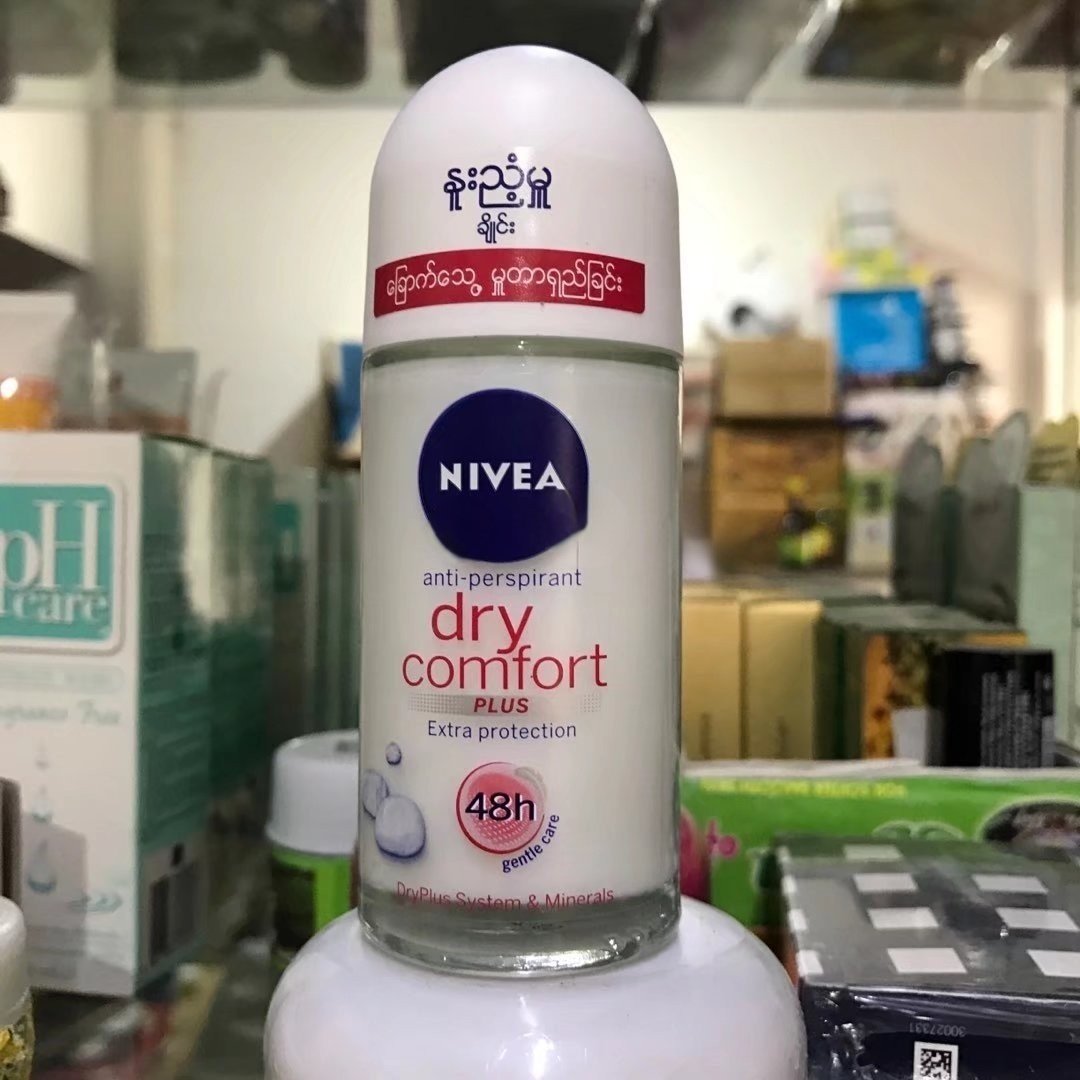 နူးညံ့မှု
ချိုင်း
ခြောက်သွေ့ မှုတာရှည်ခြင်း
NIVEA
anti-perspirant
dry
comfort
PLUS
Extra protection
48h
gentle care
DryPlus System & Minerals
pH
care
30027331